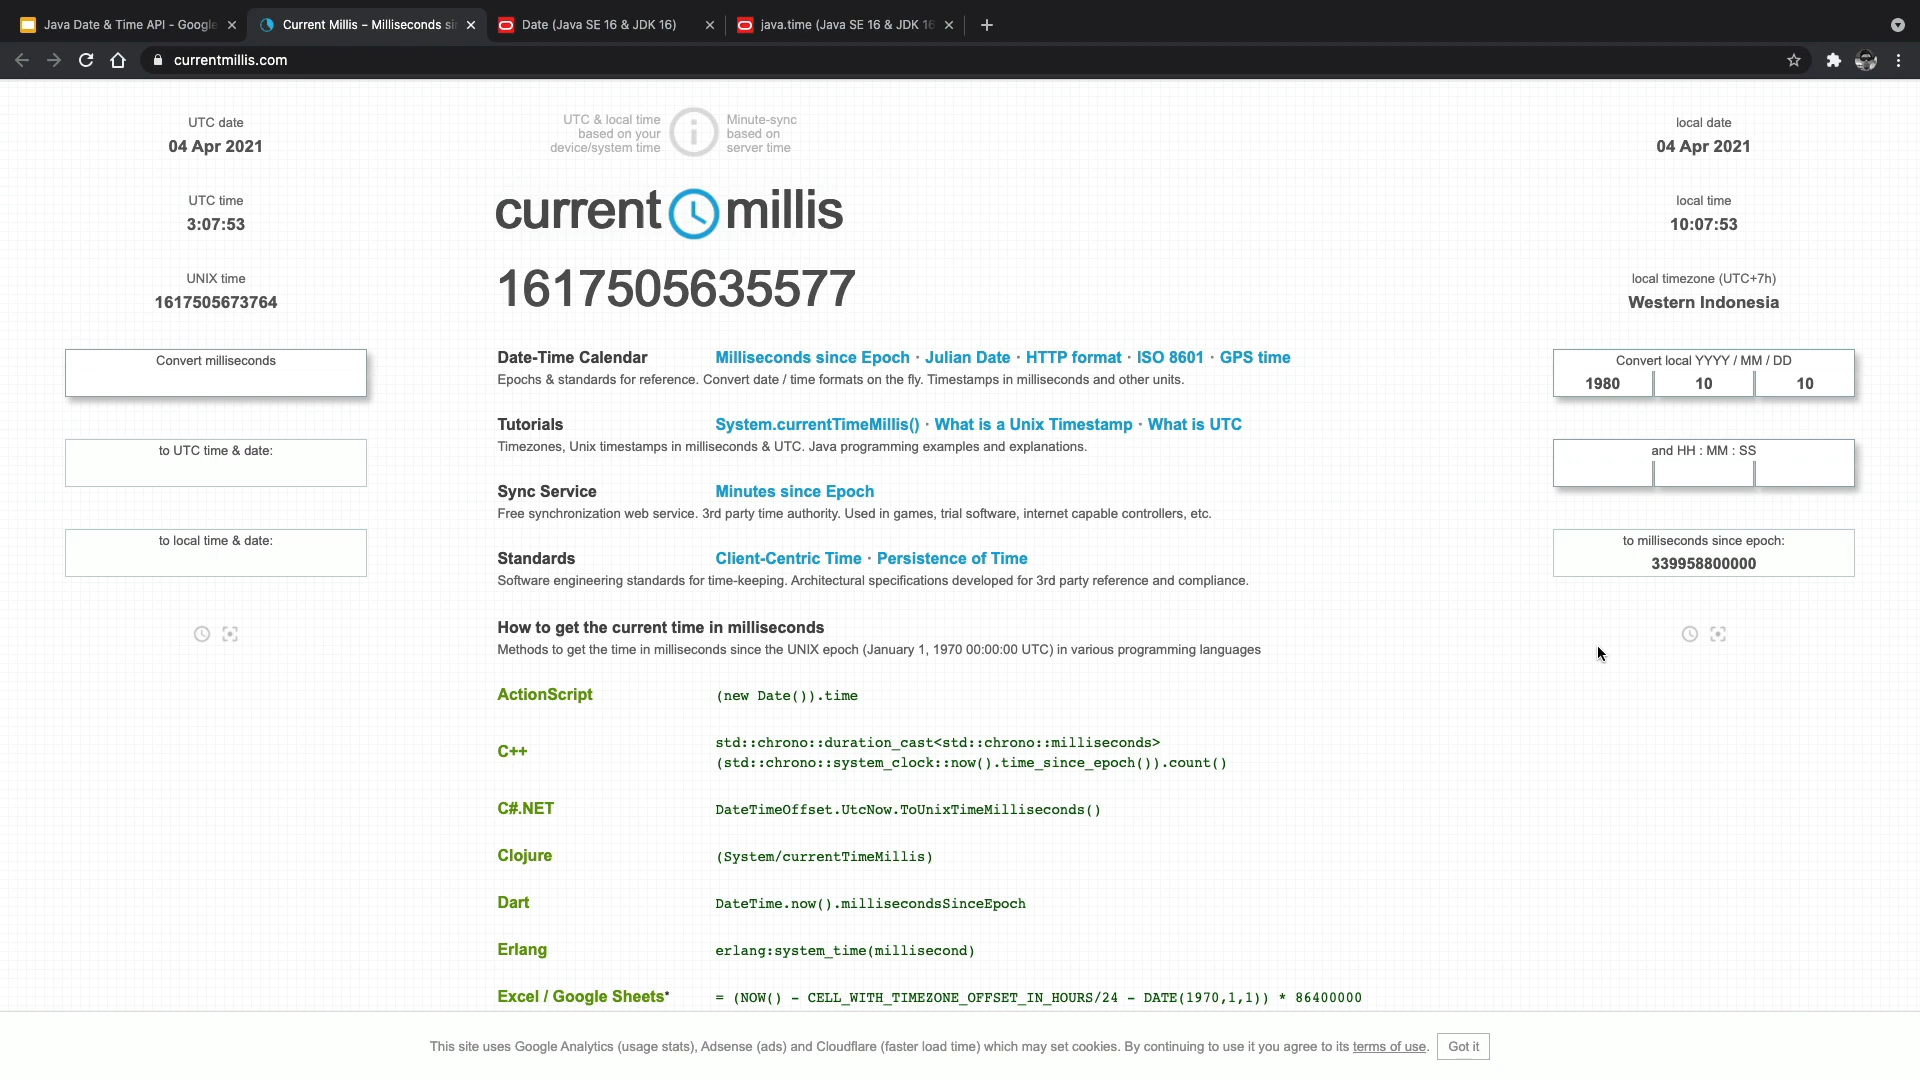 Java Date & Time API - Google
Current Millis – Milliseconds si
Date (Java SE 16 & JDK 16)
java.time (Java SE 16 & JDK 16
currentmillis.com
UTC date
04 Apr 2021
UTC time
3:07:53
UNIX time
1617505673764
Convert milliseconds
to UTC time & date:
to local time & date:
UTC & local time
based on your
device/system time
Minute-sync
based on
server time
current millis
1617505635577
Date-Time Calendar Milliseconds since Epoch · Julian Date · HTTP format · ISO 8601 · GPS time
Epochs & standards for reference. Convert date / time formats on the fly. Timestamps in milliseconds and other units.
Tutorials System.currentTimeMillis() · What is a Unix Timestamp · What is UTC
Timezones, Unix timestamps in milliseconds & UTC. Java programming examples and explanations.
Sync Service Minutes since Epoch
Free synchronization web service. 3rd party time authority. Used in games, trial software, internet capable controllers, etc.
Standards Client-Centric Time · Persistence of Time
Software engineering standards for time-keeping. Architectural specifications developed for 3rd party reference and compliance.
How to get the current time in milliseconds
Methods to get the time in milliseconds since the UNIX epoch (January 1, 1970 00:00:00 UTC) in various programming languages
ActionScript (new Date()).time
C++ std::chrono::duration_cast<std::chrono::milliseconds>
(std::chrono::system_clock::now().time_since_epoch()).count()
C#.NET DateTimeOffset.UtcNow.ToUnixTimeMilliseconds()
Clojure (System/currentTimeMillis)
Dart DateTime.now().millisecondsSinceEpoch
Erlang erlang:system_time(millisecond)
Excel / Google Sheets* = (NOW() - CELL_WITH_TIMEZONE_OFFSET_IN_HOURS/24 - DATE(1970,1,1)) * 86400000
local date
04 Apr 2021
local time
10:07:53
local timezone (UTC+7h)
Western Indonesia
Convert local YYYY / MM / DD
1980 10 10
and HH : MM : SS
to milliseconds since epoch:
339958800000
This site uses Google Analytics (usage stats), Adsense (ads) and Cloudflare (faster load time) which may set cookies. By continuing to use it you agree to its terms of use. Got it